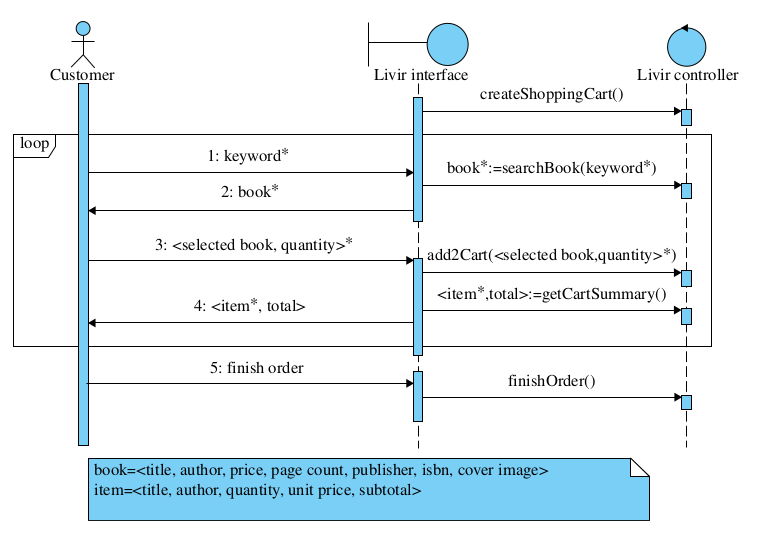 Customer
Livir interface
Livir controller
createShoppingCart()
loop
1: keyword*
book*:=searchBook(keyword*)
2: book*
3: <selected book, quantity>*
add2Cart(<selected book,quantity>*)
<item*,total>:=getCartSummary()
4: <item*, total>
5: finish order
finishOrder()
book=<title, author, price, page count, publisher, isbn, cover image>
item=<title, author, quantity, unit price, subtotal>